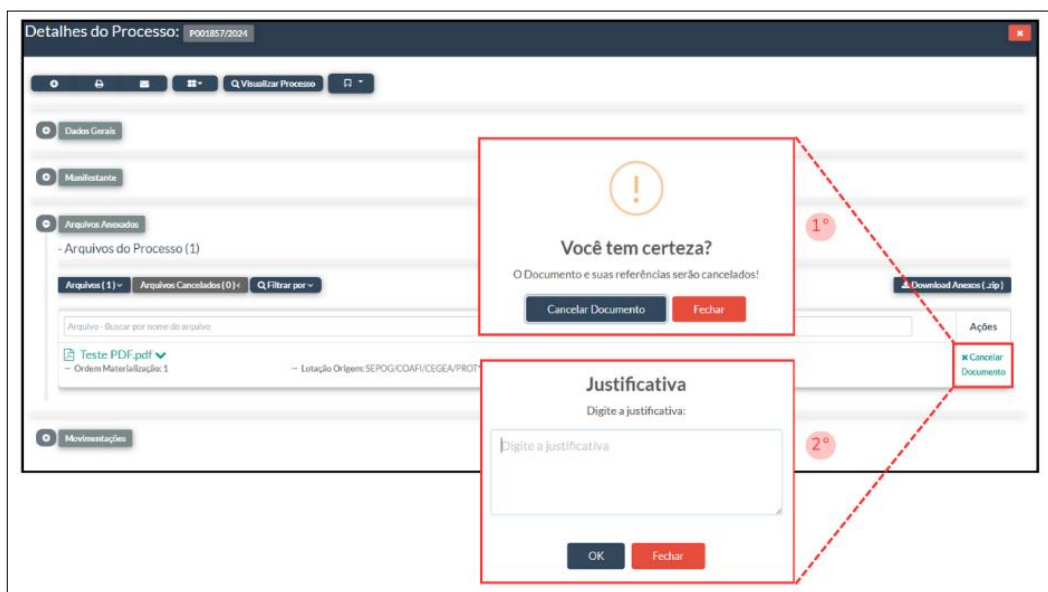 Detalhes do Processo: P001857/2024
Visualizar Processo
Dados Gerais
Manifestante
Arquivos Anexados
- Arquivos do Processo (1)
Arquivos ( 1 )
Arquivos Cancelados ( 0 )
Filtrar por
Download Anexos ( .zip )
Arquivo - Buscar por nome do arquivo
Ações
Teste PDF.pdf
— Ordem Materialização: 1
— Lotação Origem: SEPOG/COAFI/CEGEA/PROT
Cancelar
Documento
Movimentações
1º
Você tem certeza?
O Documento e suas referências serão cancelados!
Cancelar Documento
Fechar
2º
Justificativa
Digite a justificativa:
Digite a justificativa
OK
Fechar